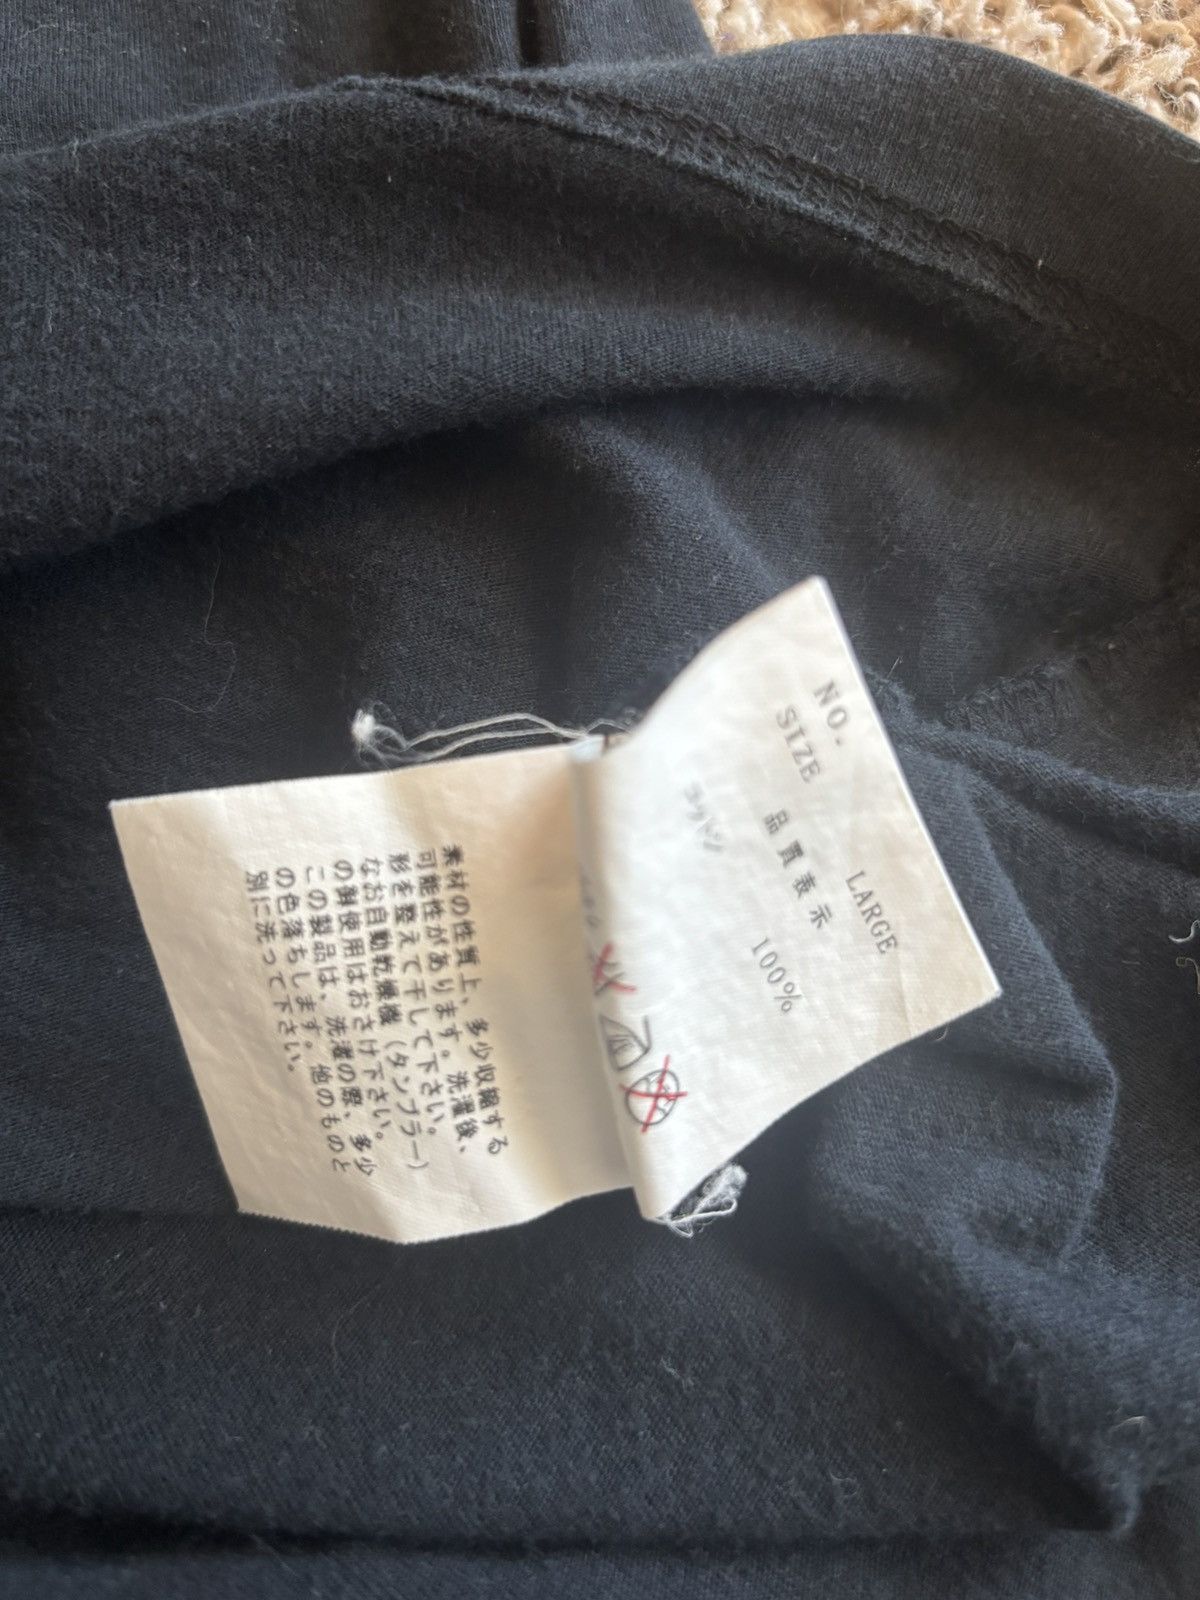 NO.
SIZE LARGE
品質表示
100%
素材の性質上、多少収縮する
可能性があります。洗濯後、
形を整えて干して下さい。
なお自動乾燥機(タンブラー)
の御使用はおさけ下さい。
この製品は、洗濯の際、多少
の色落ちします。他のものと
別に洗って下さい。